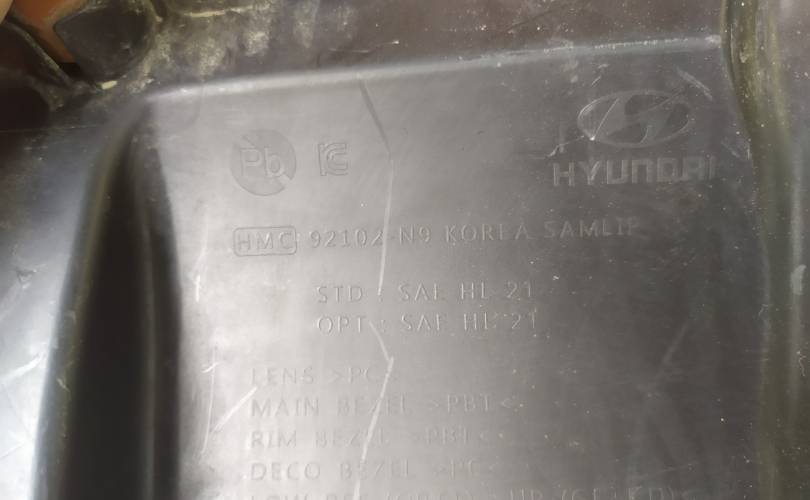 Pb
HYUNDAI
HMC 92102-N9 KOREA SAMLIP
STD : SAE HL 21
OPT : SAE HL 21
LENS >PC<
MAIN BEZEL >PBT<
RIM BEZEL >PBT<
DECO BEZEL >PC<